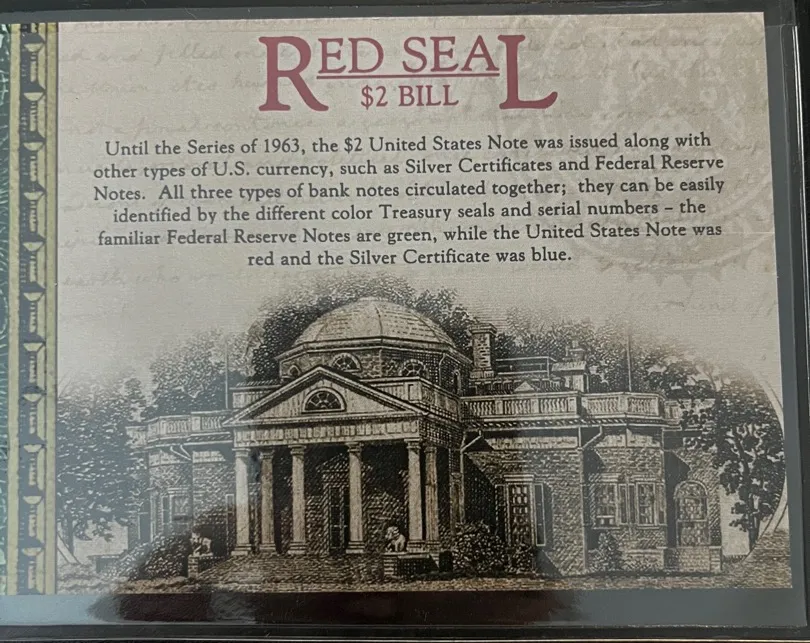 RED SEAL
$2 BILL
Until the Series of 1963, the $2 United States Note was issued along with
other types of U.S. currency, such as Silver Certificates and Federal Reserve
Notes. All three types of bank notes circulated together; they can be easily
identified by the different color Treasury seals and serial numbers – the
familiar Federal Reserve Notes are green, while the United States Note was
red and the Silver Certificate was blue.